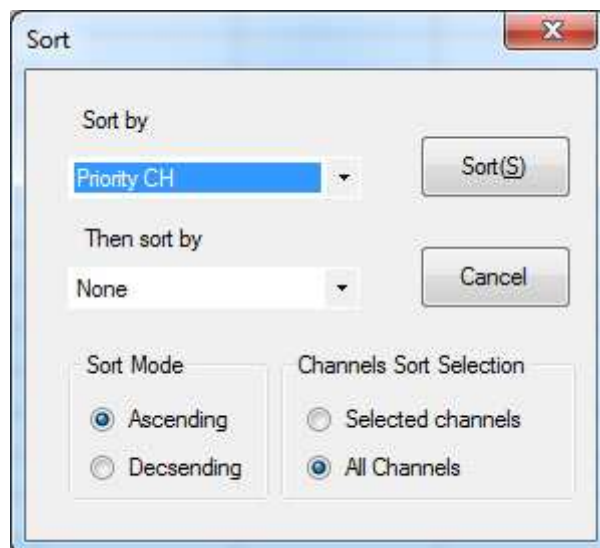 Sort
Sort by
Priority CH
Sort(S)
Then sort by
None
Cancel
Sort Mode
Channels Sort Selection
Ascending
Selected channels
Decsending
All Channels